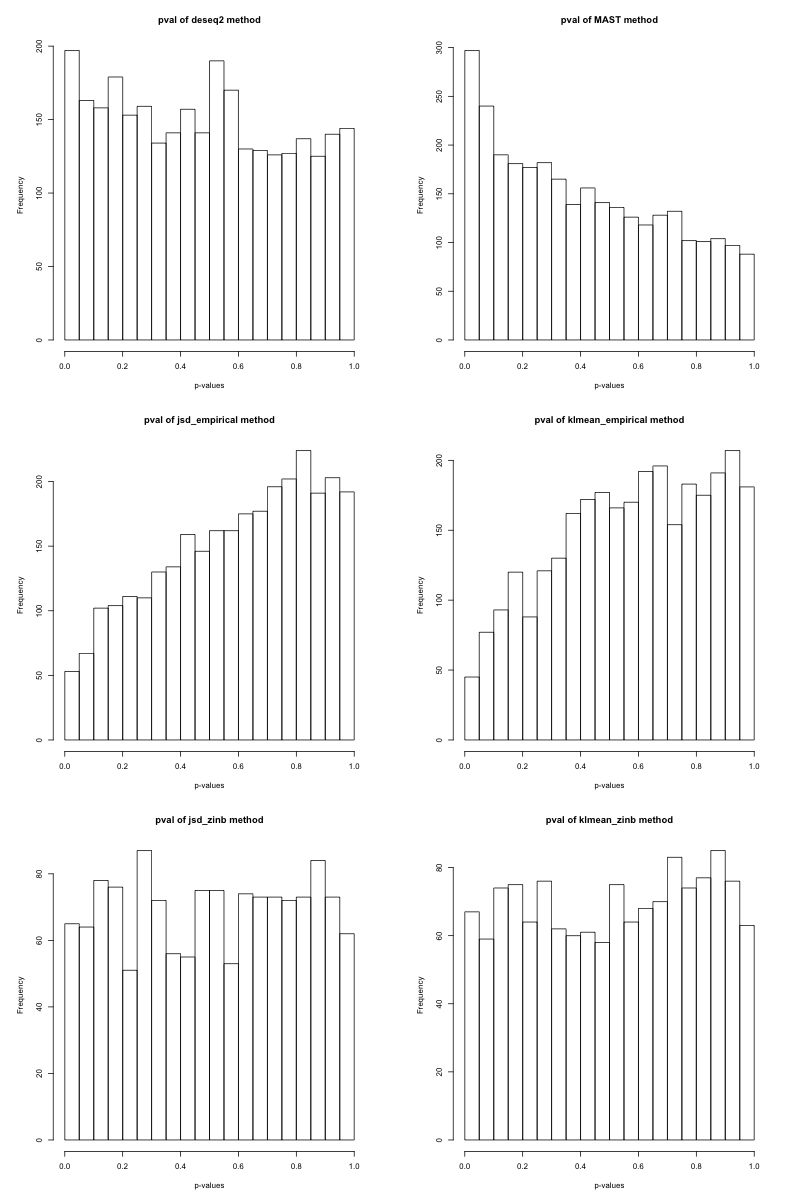 pval of deseq2 method
Frequency
0 50 100 150 200
0.0 0.2 0.4 0.6 0.8 1.0
p-values
pval of MAST method
Frequency
0 50 100 150 200 250 300
0.0 0.2 0.4 0.6 0.8 1.0
p-values
pval of jsd_empirical method
Frequency
0 50 100 150 200
0.0 0.2 0.4 0.6 0.8 1.0
p-values
pval of klmean_empirical method
Frequency
0 50 100 150 200
0.0 0.2 0.4 0.6 0.8 1.0
p-values
pval of jsd_zinb method
Frequency
0 20 40 60 80
0.0 0.2 0.4 0.6 0.8 1.0
p-values
pval of klmean_zinb method
Frequency
0 20 40 60 80
0.0 0.2 0.4 0.6 0.8 1.0
p-values